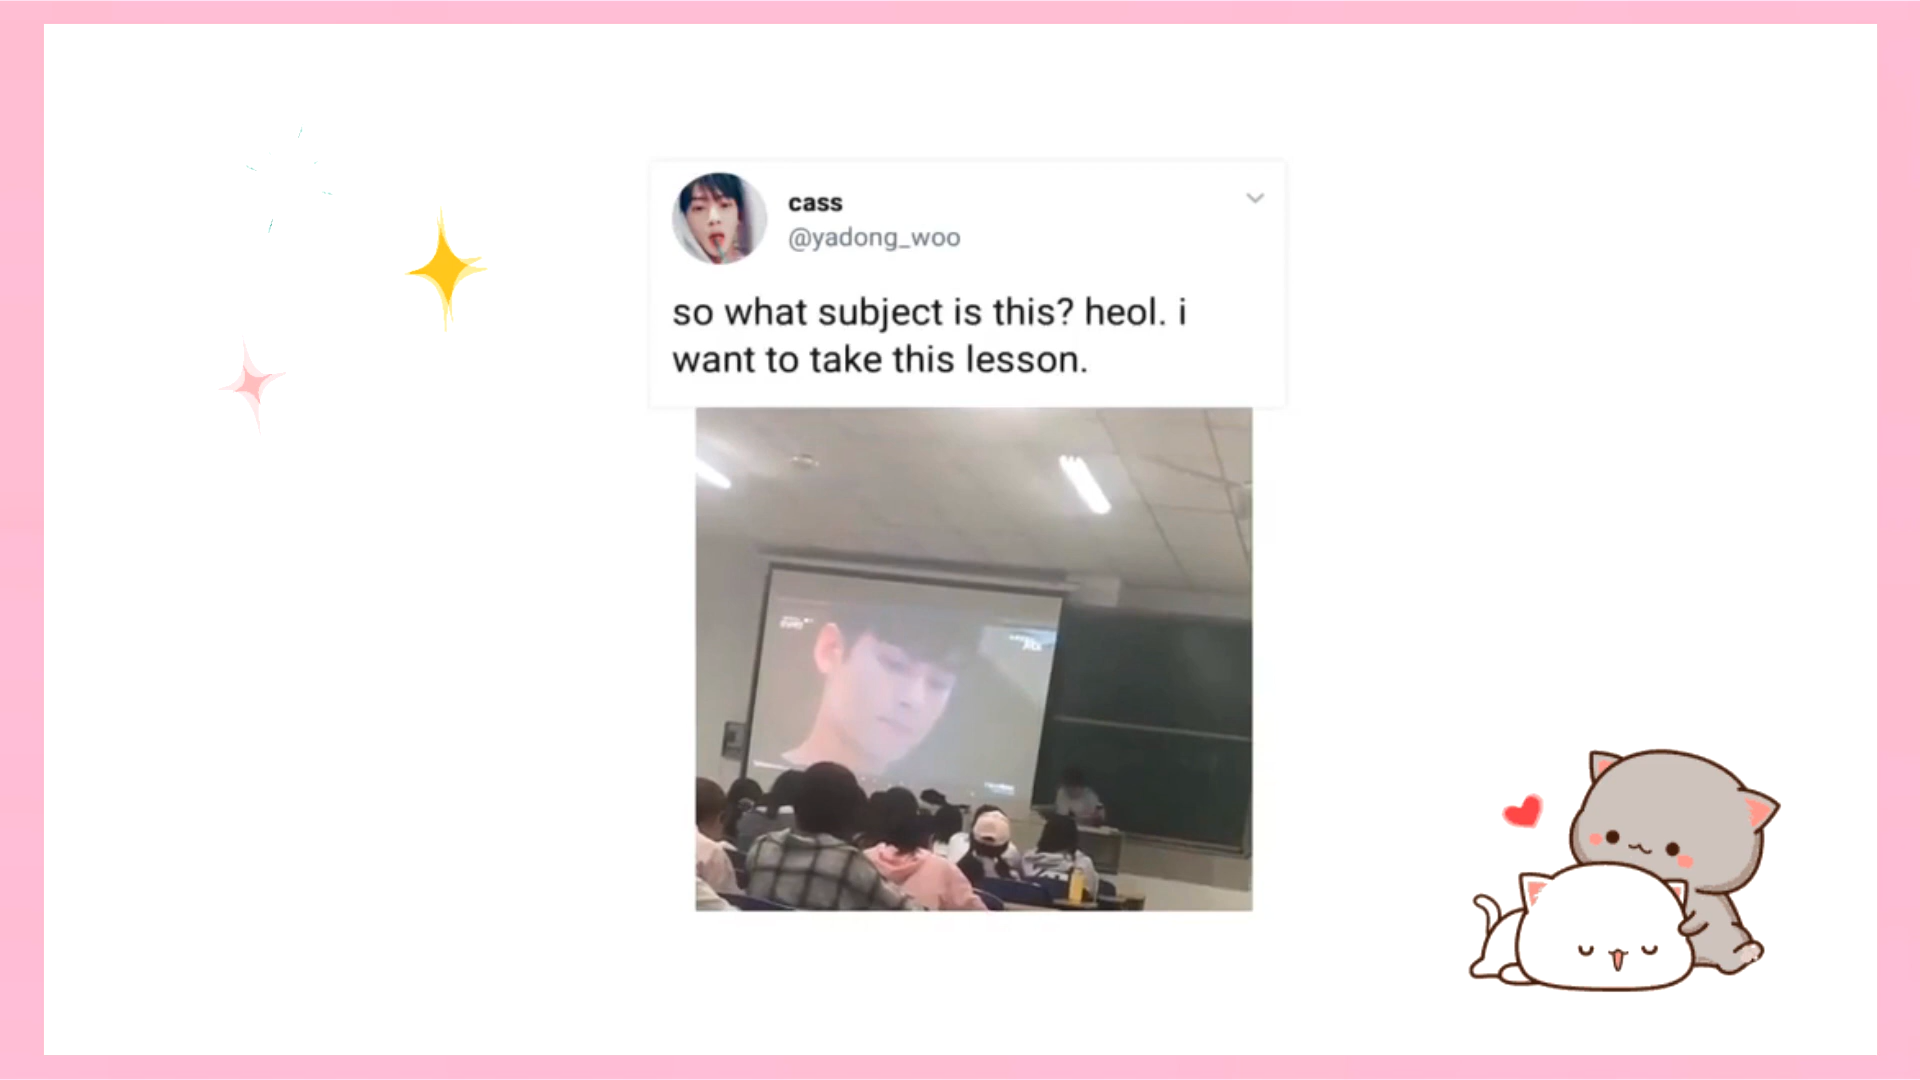 cass
@yadong_woo
so what subject is this? heol. i
want to take this lesson.